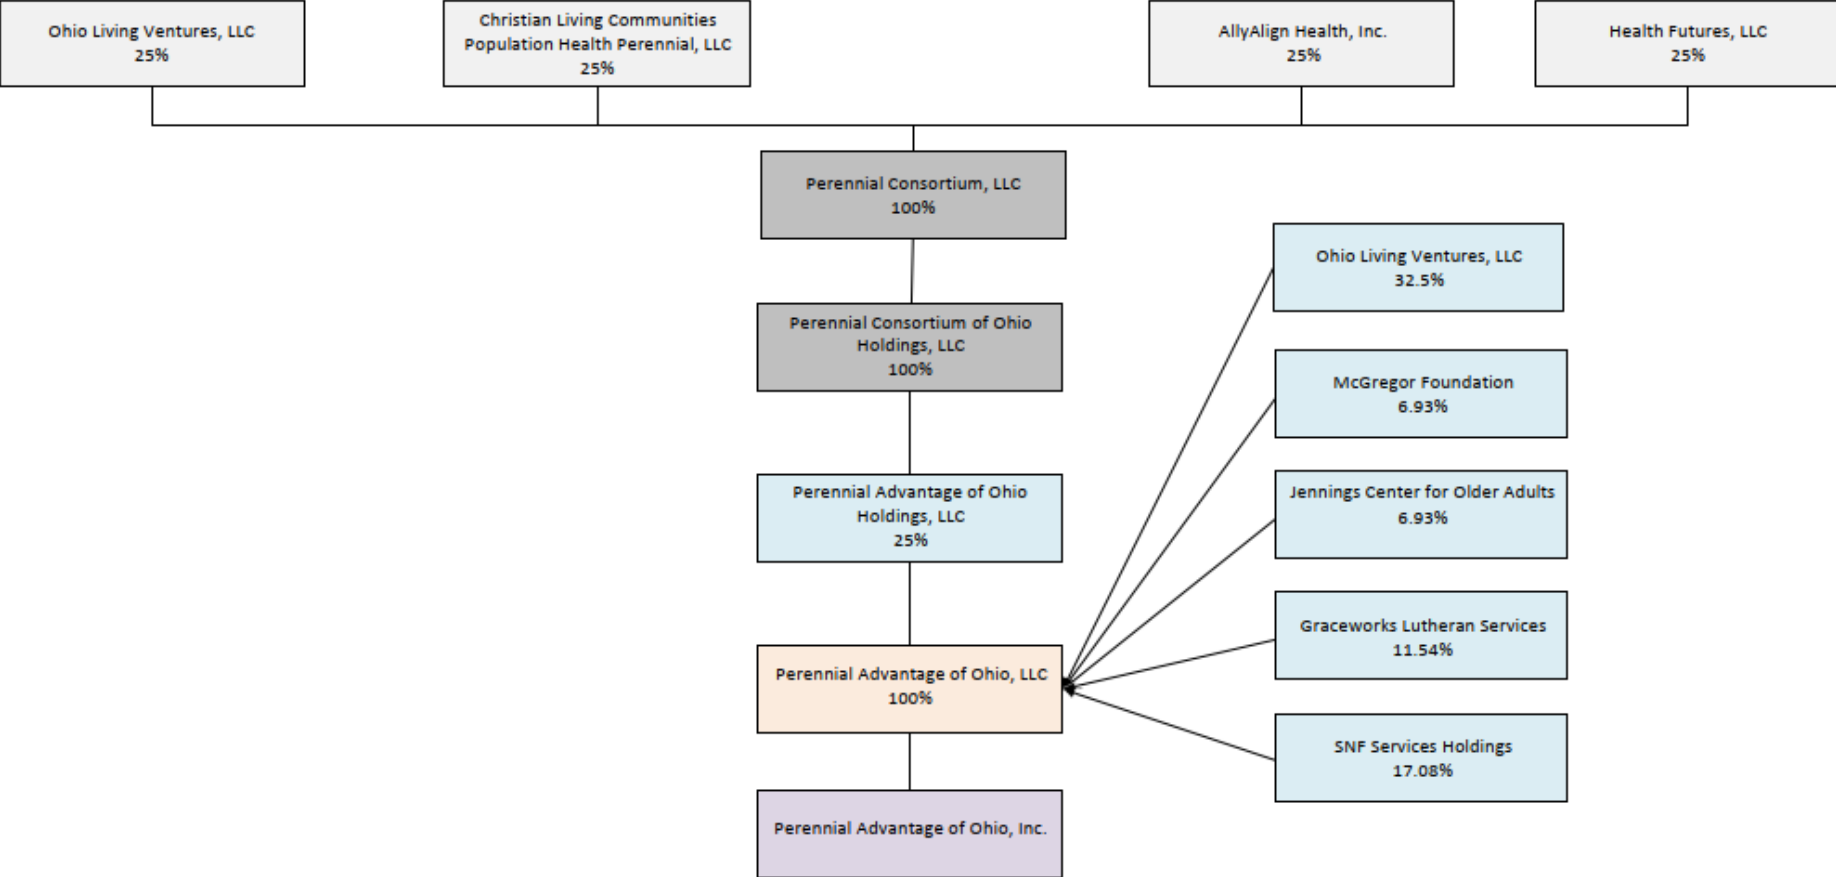 Ohio Living Ventures, LLC
25%
Christian Living Communities
Population Health Perennial, LLC
25%
AllyAlign Health, Inc.
25%
Health Futures, LLC
25%
Perennial Consortium, LLC
100%
Perennial Consortium of Ohio
Holdings, LLC
100%
Perennial Advantage of Ohio
Holdings, LLC
25%
Perennial Advantage of Ohio, LLC
100%
Perennial Advantage of Ohio, Inc.
Ohio Living Ventures, LLC
32.5%
McGregor Foundation
6.93%
Jennings Center for Older Adults
6.93%
Graceworks Lutheran Services
11.54%
SNF Services Holdings
17.08%